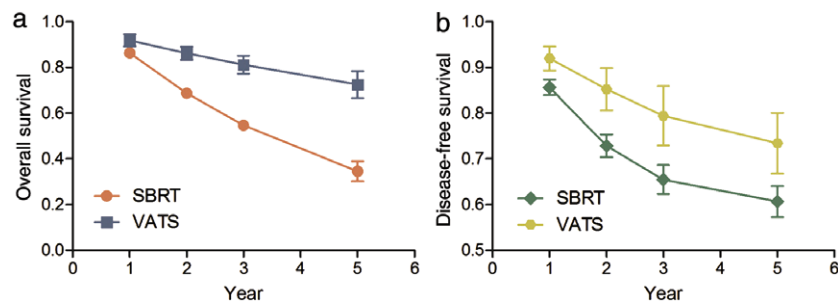 a
1.0
0.8
0.6
0.4
0.2
0.0
Overall survival
SBRT
VATS
0 1 2 3 4 5 6
Year
b
1.0
0.9
0.8
0.7
0.6
0.5
Disease-free survival
SBRT
VATS
0 1 2 3 4 5 6
Year